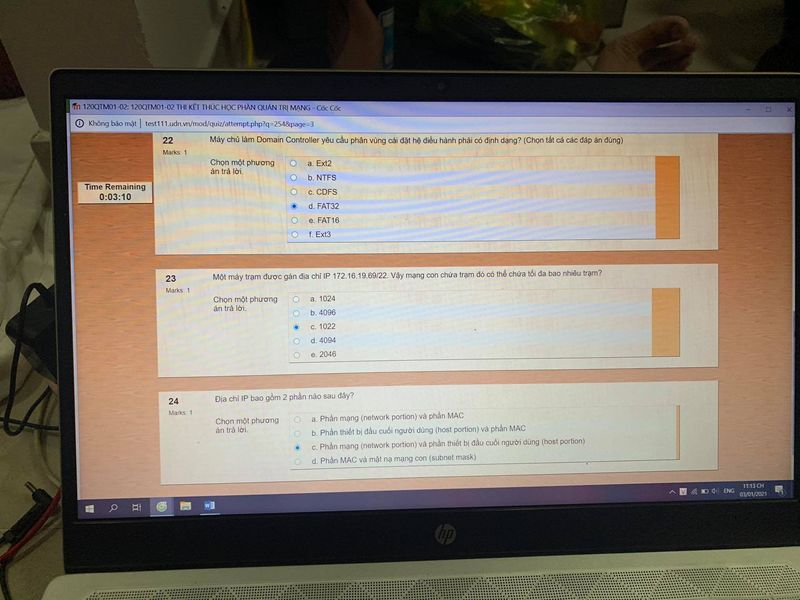 120QTM01-02: 120QTM01-02 THI KẾT THÚC HỌC PHẦN QUẢN TRỊ MẠNG - Cốc Cốc
Không bảo mật | test111.udn.vn/mod/quiz/attempt.php?q=254&page=3
Time Remaining
0:03:10
22
Marks: 1
Máy chủ làm Domain Controller yêu cầu phân vùng cài đặt hệ điều hành phải có định dạng? (Chọn tất cả các đáp án đúng)
Chọn một phương
án trả lời.
a. Ext2
b. NTFS
c. CDFS
d. FAT32
e. FAT16
f. Ext3
23
Marks: 1
Một máy trạm được gán địa chỉ IP 172.16.19.69/22. Vậy mạng con chứa trạm đó có thể chứa tối đa bao nhiêu trạm?
Chọn một phương
án trả lời.
a. 1024
b. 4096
c. 1022
d. 4094
e. 2046
24
Marks: 1
Địa chỉ IP bao gồm 2 phần nào sau đây?
Chọn một phương
án trả lời.
a. Phần mạng (network portion) và phần MAC
b. Phần thiết bị đầu cuối người dùng (host portion) và phần MAC
c. Phần mạng (network portion) và phần thiết bị đầu cuối người dùng (host portion)
d. Phần MAC và mặt nạ mạng con (subnet mask)
ENG
11:13 CH
03/01/2021
hp